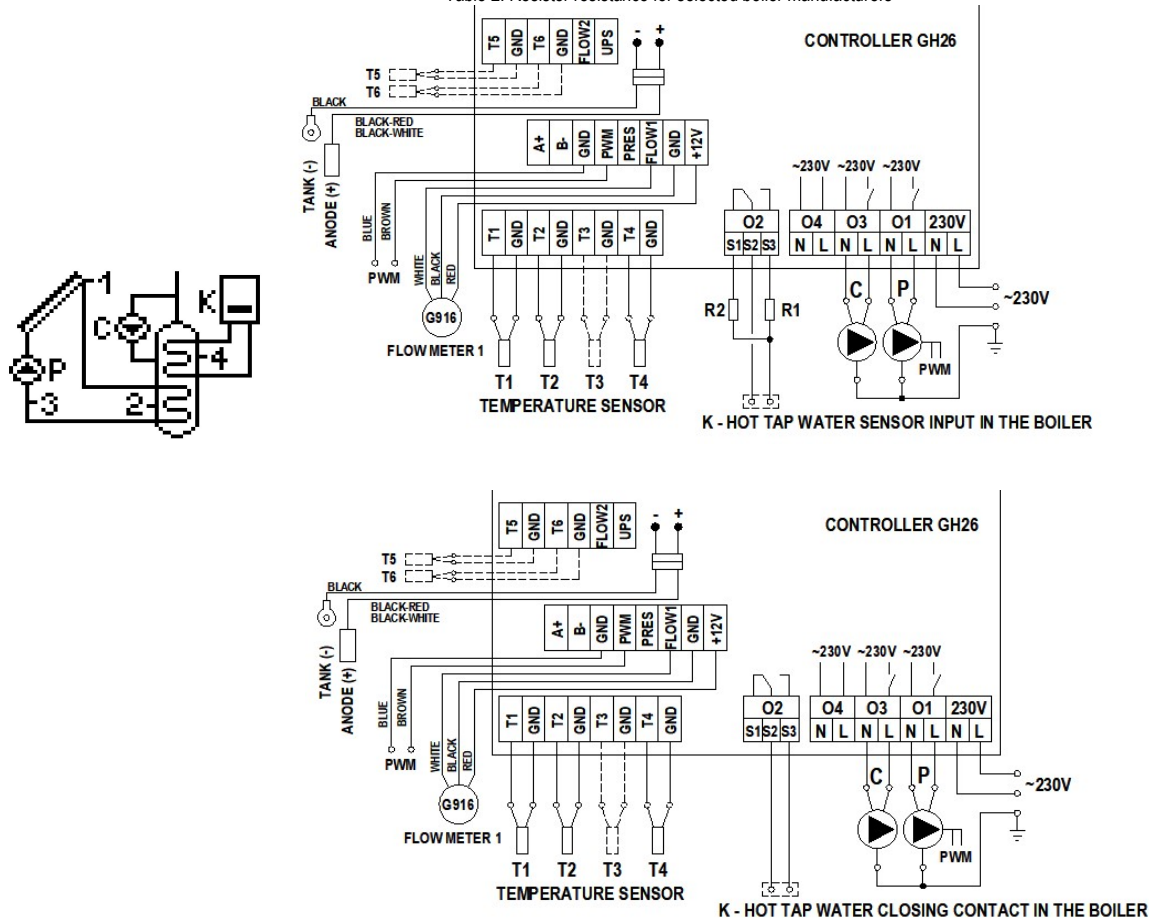 Table 2. Resistor resistance for selected boiler manufacturers
CONTROLLER GH26
T5 GND T6 GND FLOW2 UPS - +
T5
T6
BLACK
BLACK-RED
BLACK-WHITE
TANK (-)
ANODE (+)
A+ B- GND PWM PRES FLOW1 GND +12V
BLUE
BROWN
PWM
WHITE
BLACK
RED
G916
FLOW METER 1
T1 GND T2 GND T3 GND T4 GND
T1 T2 T3 T4
TEMPERATURE SENSOR
~230V ~230V ~230V
O2 O4 O3 O1 230V
S1 S2 S3 N L N L N L N L
R2 R1
C P
~230V
PWM
K - HOT TAP WATER SENSOR INPUT IN THE BOILER
1
K
C
4
P
3
2
CONTROLLER GH26
T5 GND T6 GND FLOW2 UPS - +
T5
T6
BLACK
BLACK-RED
BLACK-WHITE
TANK (-)
ANODE (+)
A+ B- GND PWM PRES FLOW1 GND +12V
BLUE
BROWN
PWM
WHITE
BLACK
RED
G916
FLOW METER 1
T1 GND T2 GND T3 GND T4 GND
T1 T2 T3 T4
TEMPERATURE SENSOR
~230V ~230V ~230V
O2 O4 O3 O1 230V
S1 S2 S3 N L N L N L N L
C P
~230V
PWM
K - HOT TAP WATER CLOSING CONTACT IN THE BOILER